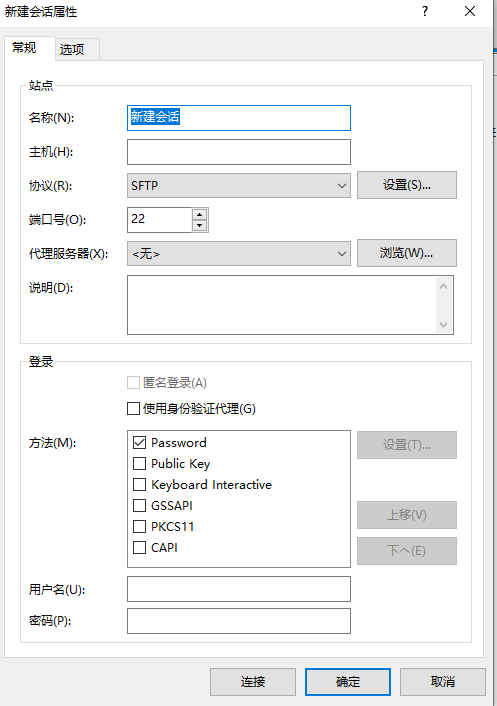 新建会话属性 ?
常规 选项
站点
名称(N): 新建会话
主机(H):
协议(R): SFTP 设置(S)...
端口号(O): 22
代理服务器(X): <无> 浏览(W)...
说明(D):
登录
匿名登录(A)
使用身份验证代理(G)
方法(M): Password 设置(T)...
Public Key
Keyboard Interactive
GSSAPI 上移(V)
PKCS11
CAPI 下へ(E)
用户名(U):
密码(P):
连接 确定 取消